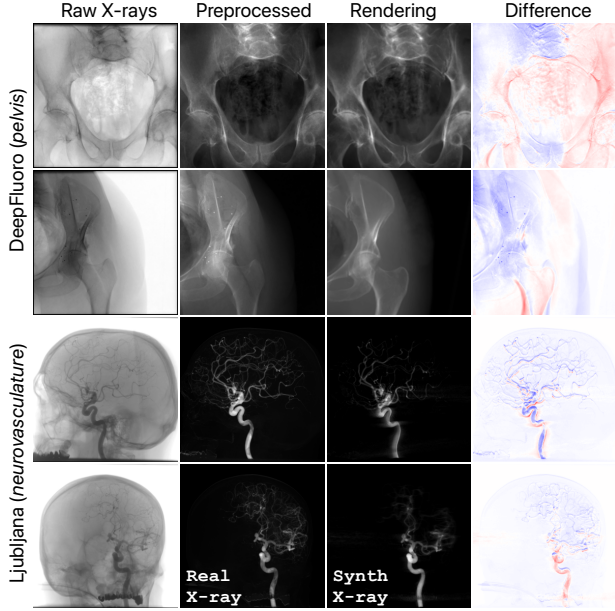 Raw X-rays
Preprocessed
Rendering
Difference
DeepFluoro (pelvis)
Ljubljana (neurovasculature)
Real
X-ray
Synth
X-ray